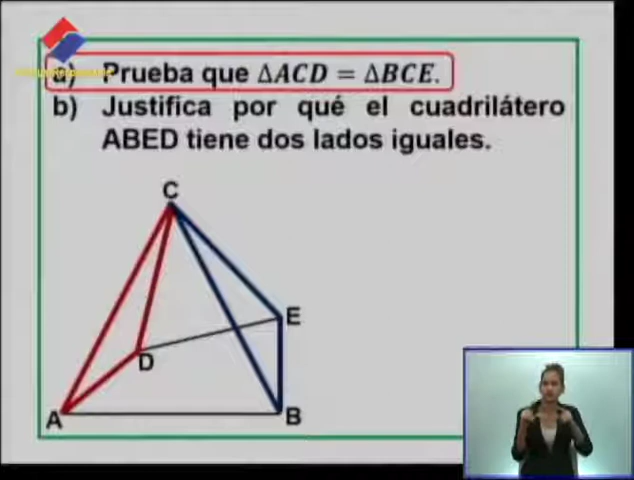 a) Prueba que ΔACD = ΔBCE.
b) Justifica por qué el cuadrilátero
ABED tiene dos lados iguales.
C
E
D
A
B